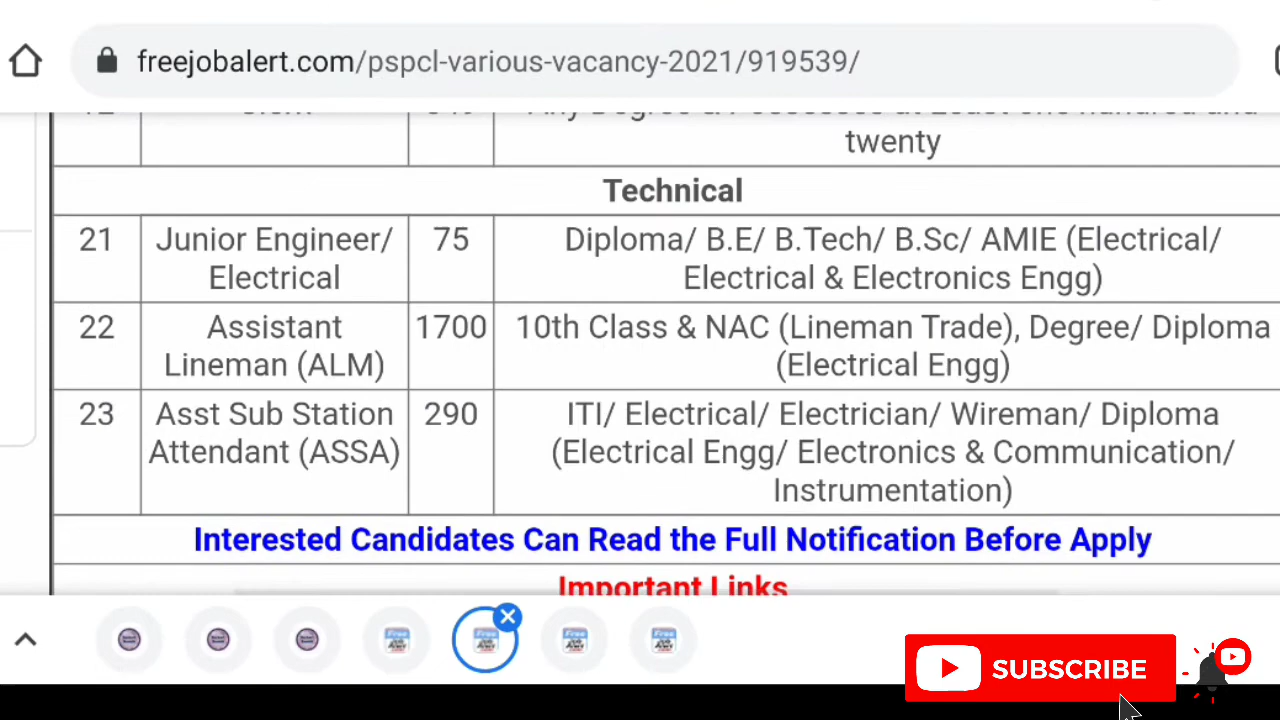 freejobalert.com/pspcl-various-vacancy-2021/919539/
twenty
Technical
21 Junior Engineer/ 75 Diploma/ B.E/ B.Tech/ B.Sc/ AMIE (Electrical/
Electrical Electrical & Electronics Engg)
22 Assistant 1700 10th Class & NAC (Lineman Trade), Degree/ Diploma
Lineman (ALM) (Electrical Engg)
23 Asst Sub Station 290 ITI/ Electrical/ Electrician/ Wireman/ Diploma
Attendant (ASSA) (Electrical Engg/ Electronics & Communication/
Instrumentation)
Interested Candidates Can Read the Full Notification Before Apply
Important Links
SUBSCRIBE